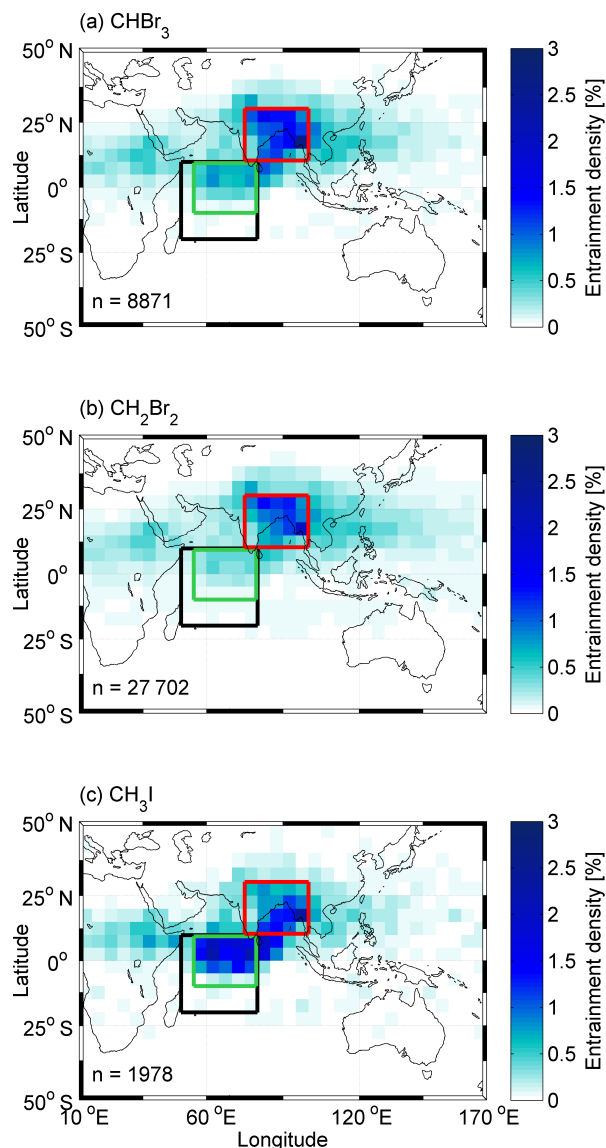 (a) CHBr3
50° N
25° N
0°
25° S
50° S
Latitude
n = 8871
3
2.5
2
1.5
1
0.5
0
Entrainment density [%]
(b) CH2Br2
50° N
25° N
0°
25° S
50° S
Latitude
n = 27 702
3
2.5
2
1.5
1
0.5
0
Entrainment density [%]
(c) CH3I
50° N
25° N
0°
25° S
50° S
Latitude
n = 1978
3
2.5
2
1.5
1
0.5
0
Entrainment density [%]
10 °E 60 °E 120 °E 170 °E
Longitude